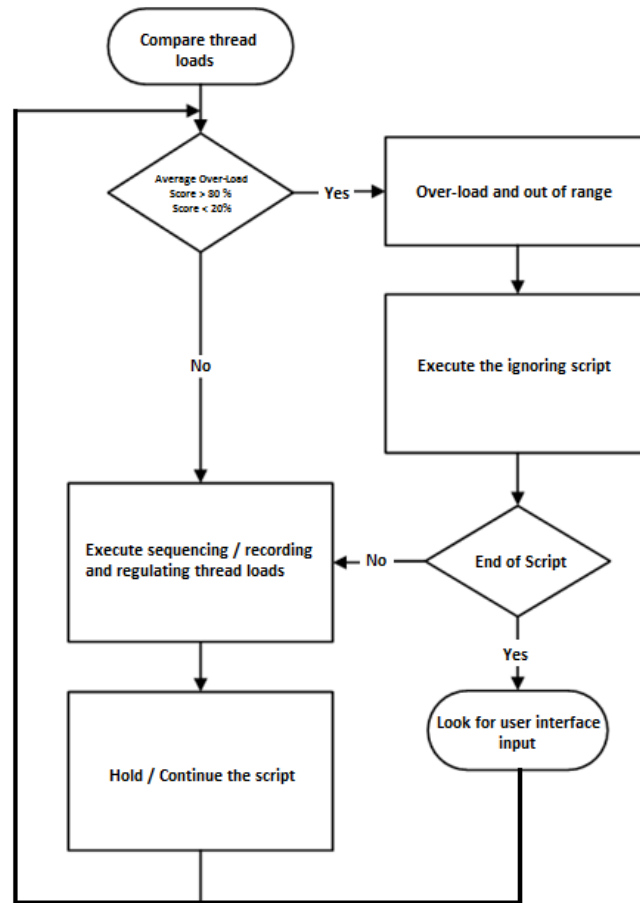 Compare thread
loads
Average Over-Load
Score > 80 %
Score < 20%
Yes
Over-load and out of range
Execute the ignoring script
No
Execute sequencing / recording
and regulating thread loads
No
End of Script
Yes
Look for user interface
input
Hold / Continue the script